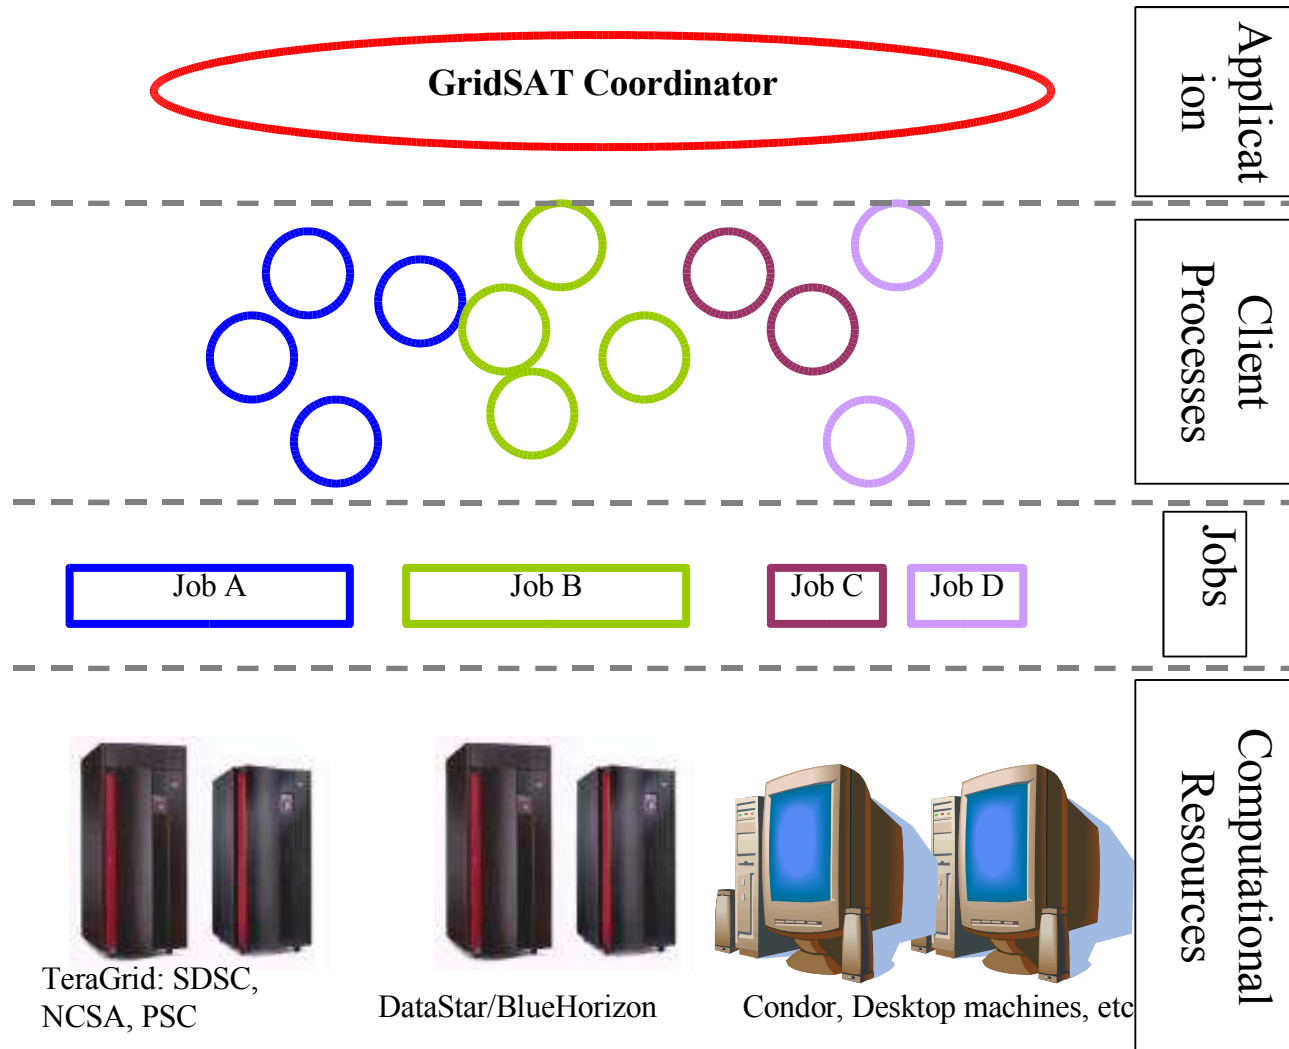 GridSAT Coordinator
Applicat
ion
Client
Processes
Job A
Job B
Job C
Job D
Jobs
TeraGrid: SDSC,
NCSA, PSC
DataStar/BlueHorizon
Condor, Desktop machines, etc
Computational
Resources